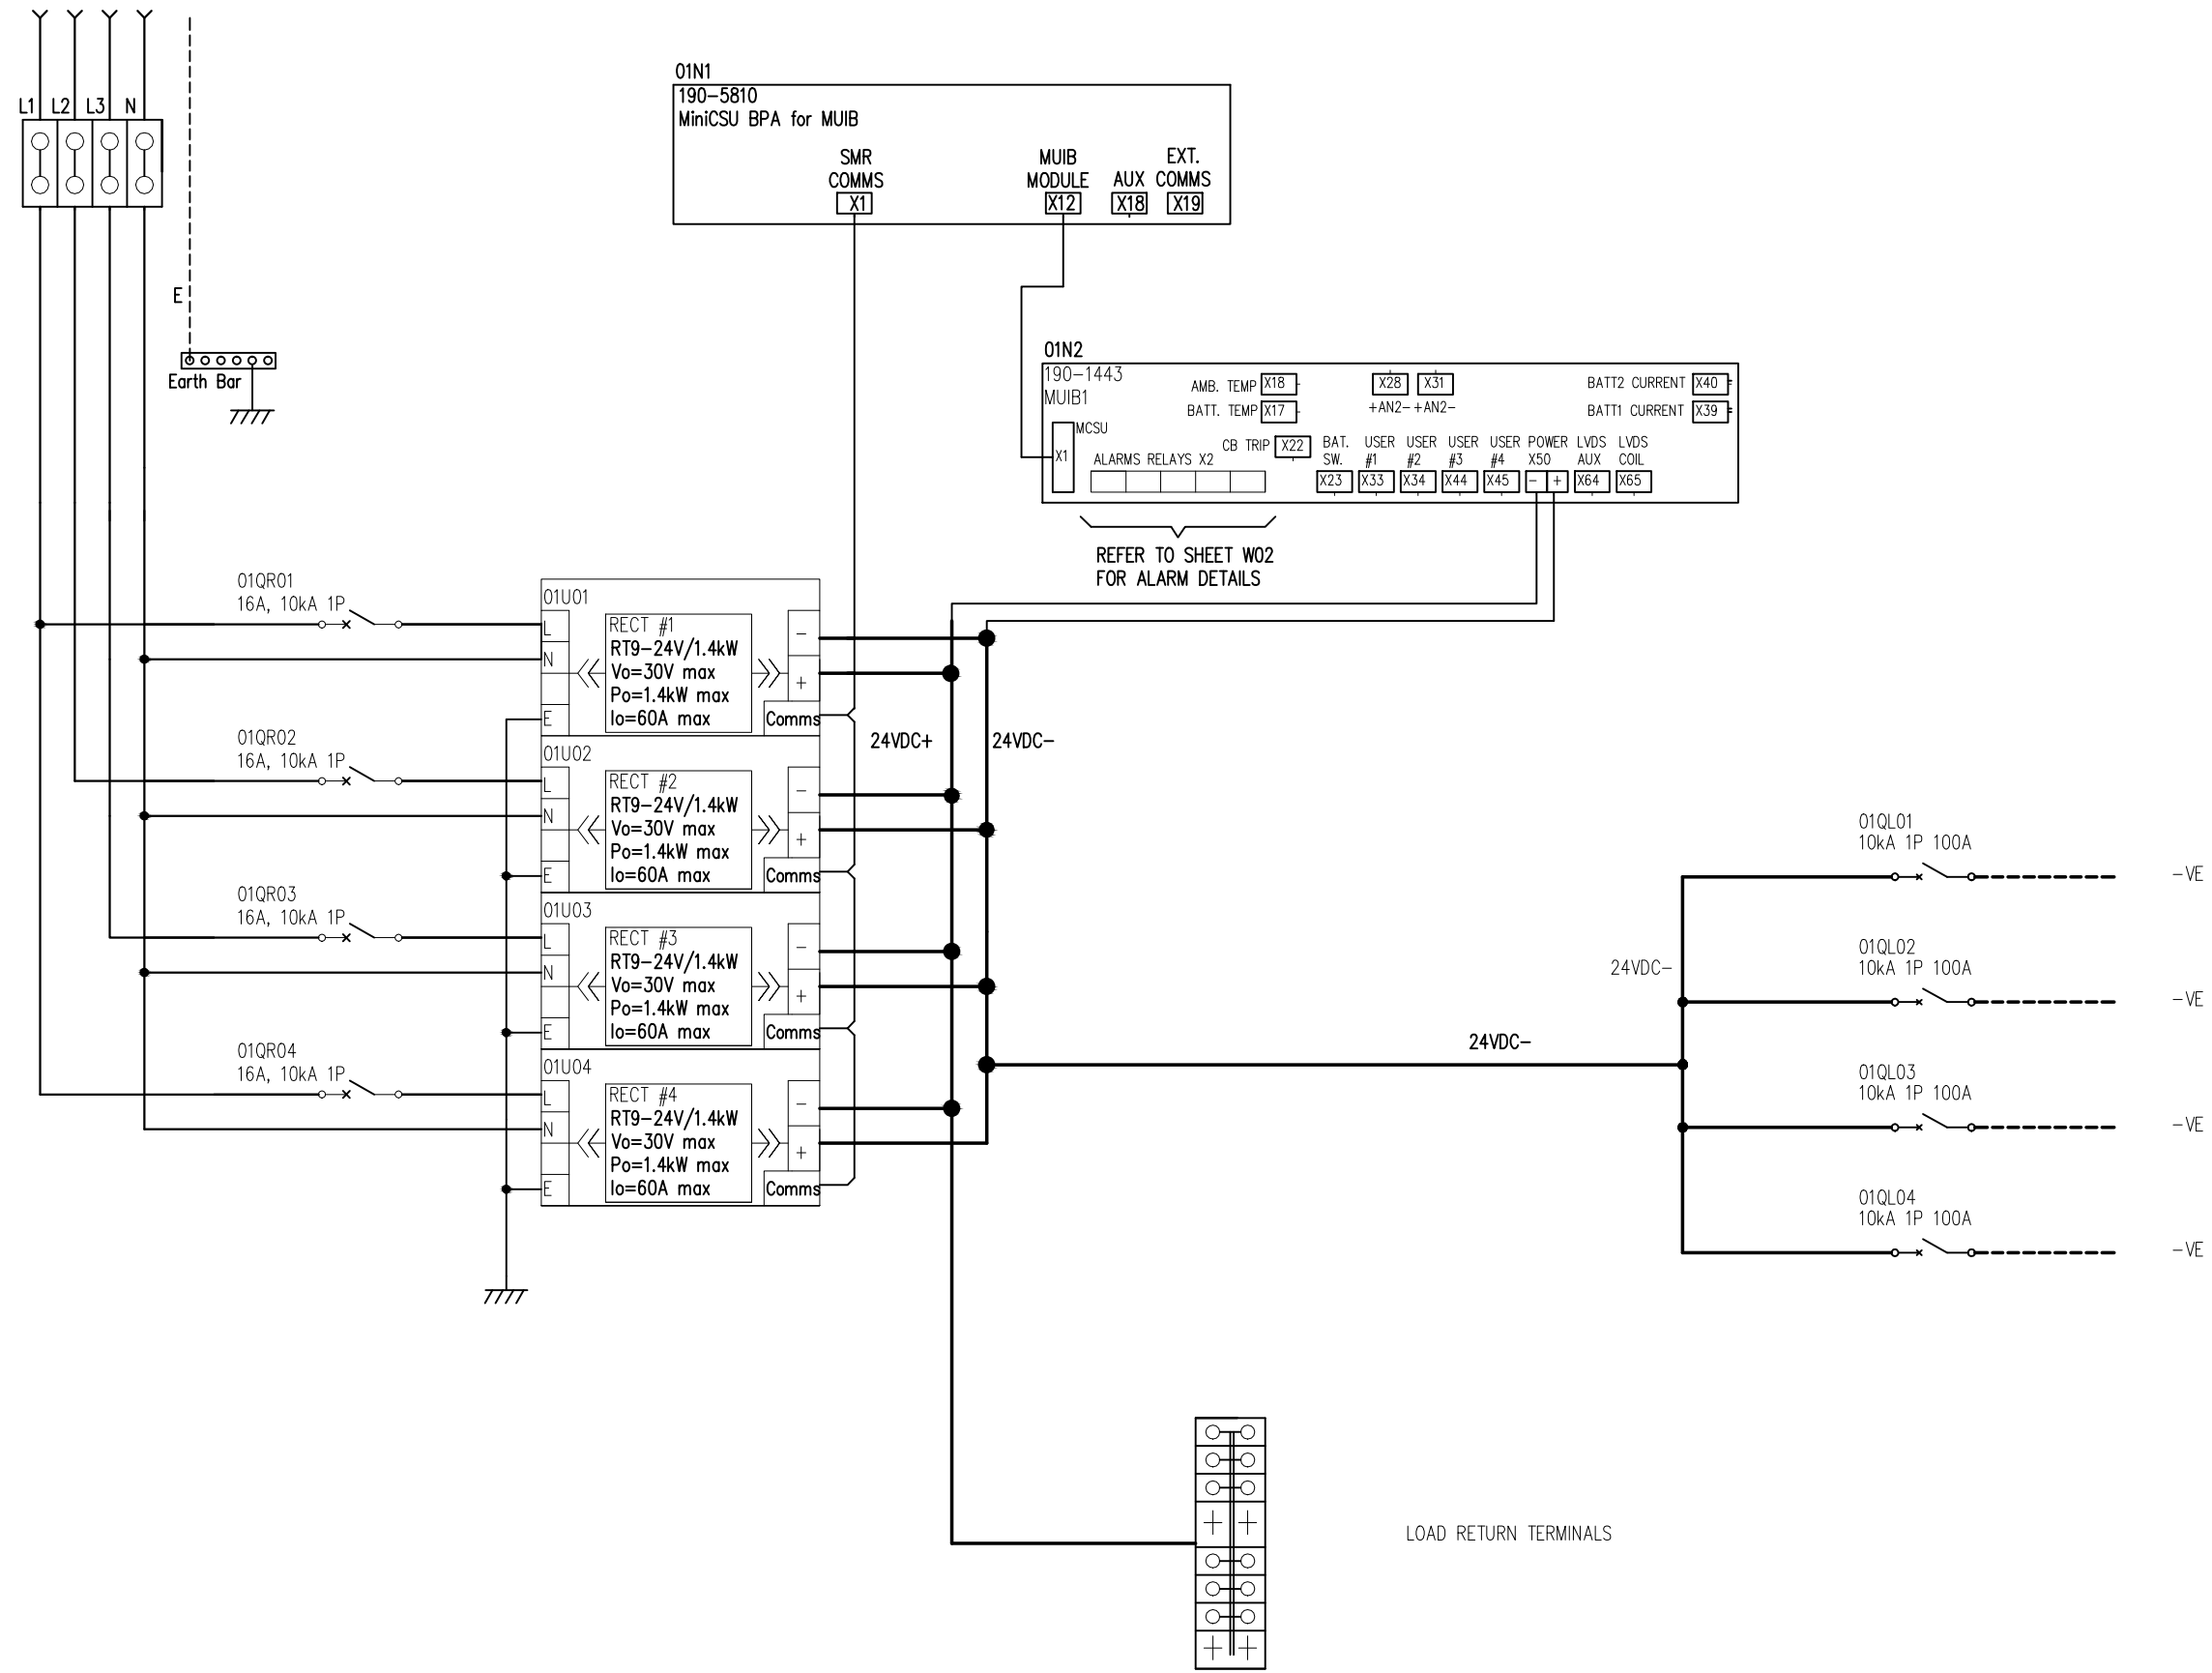 L1 L2 L3 N
E
Earth Bar
01N1
190-5810
MiniCSU BPA for MUIB
SMR
COMMS
X1
MUIB
MODULE
X12
AUX
X18
EXT.
COMMS
X19
01N2
190-1443
MUIB1
MCSU
X1
AMB. TEMP X18
BATT. TEMP X17
CB TRIP X22
ALARMS RELAYS X2
X28 X31
+AN2- +AN2-
BATT2 CURRENT X40
BATT1 CURRENT X39
BAT. USER USER USER USER POWER LVDS LVDS
SW. #1 #2 #3 #4 X50 AUX COIL
X23 X33 X34 X44 X45 - + X64 X65
REFER TO SHEET W02
FOR ALARM DETAILS
01QR01
16A, 10kA 1P
01U01
L
N
E
RECT #1
RT9-24V/1.4kW
Vo=30V max
Po=1.4kW max
Io=60A max
-
+
Comms
24VDC+
24VDC-
01QR02
16A, 10kA 1P
01U02
L
N
E
RECT #2
RT9-24V/1.4kW
Vo=30V max
Po=1.4kW max
Io=60A max
-
+
Comms
01QR03
16A, 10kA 1P
01U03
L
N
E
RECT #3
RT9-24V/1.4kW
Vo=30V max
Po=1.4kW max
Io=60A max
-
+
Comms
01QR04
16A, 10kA 1P
01U04
L
N
E
RECT #4
RT9-24V/1.4kW
Vo=30V max
Po=1.4kW max
Io=60A max
-
+
Comms
24VDC-
24VDC-
01QL01
10kA 1P 100A
-VE
01QL02
10kA 1P 100A
-VE
01QL03
10kA 1P 100A
-VE
01QL04
10kA 1P 100A
-VE
LOAD RETURN TERMINALS